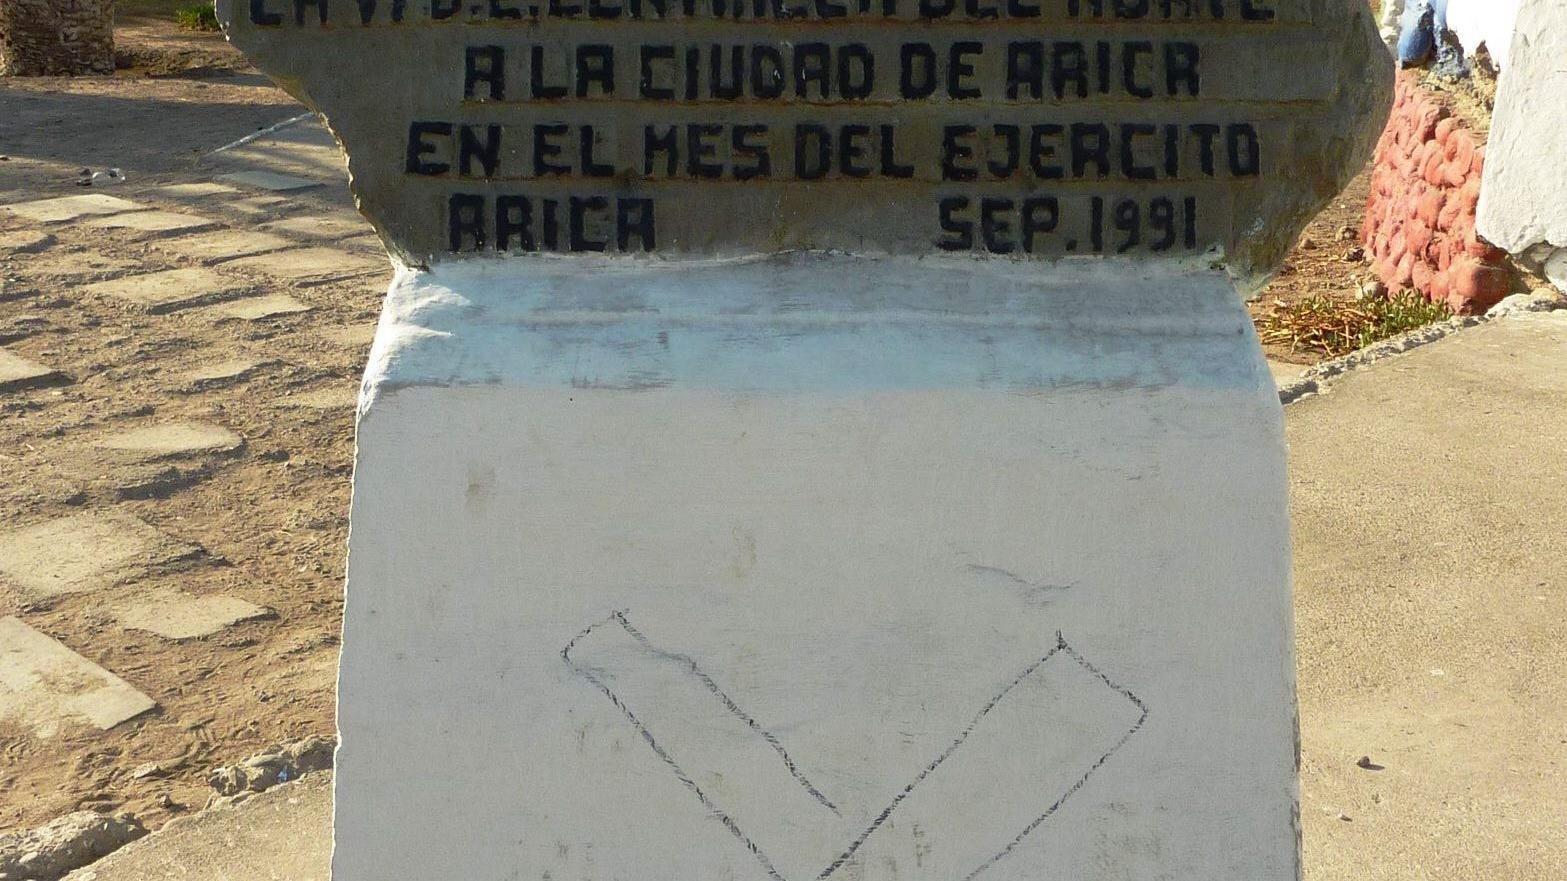 A LA CIUDAD DE ARICA
EN EL MES DEL EJERCITO
ARICA SEP. 1991